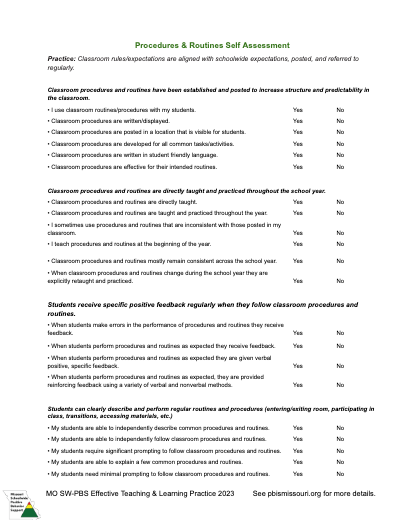 Procedures & Routines Self Assessment
Practice: Classroom rules/expectations are aligned with schoolwide expectations, posted, and referred to
regularly.
Classroom procedures and routines have been established and posted to increase structure and predictability in
the classroom.
• I use classroom routines/procedures with my students. Yes No
• Classroom procedures are written/displayed. Yes No
• Classroom procedures are posted in a location that is visible for students. Yes No
• Classroom procedures are developed for all common tasks/activities. Yes No
• Classroom procedures are written in student friendly language. Yes No
• Classroom procedures are effective for their intended routines. Yes No
Classroom procedures and routines are directly taught and practiced throughout the school year.
• Classroom procedures and routines are directly taught. Yes No
• Classroom procedures and routines are taught and practiced throughout the year. Yes No
• I sometimes use procedures and routines that are inconsistent with those posted in my
classroom. Yes No
• I teach procedures and routines at the beginning of the year. Yes No
• Classroom procedures and routines mostly remain consistent across the school year. Yes No
• When classroom procedures and routines change during the school year they are
explicitly retaught and practiced. Yes No
Students receive specific positive feedback regularly when they follow classroom procedures and
routines.
• When students make errors in the performance of procedures and routines they receive
feedback. Yes No
• When students perform procedures and routines as expected they receive feedback. Yes No
• When students perform procedures and routines as expected they are given verbal
positive, specific feedback. Yes No
• When students perform procedures and routines as expected, they are provided
reinforcing feedback using a variety of verbal and nonverbal methods. Yes No
Students can clearly describe and perform regular routines and procedures (entering/exiting room, participating in
class, transitions, accessing materials, etc.)
• My students are able to independently describe common procedures and routines. Yes No
• My students are able to independently follow classroom procedures and routines. Yes No
• My students require significant prompting to follow classroom procedures and routines. Yes No
• My students are able to explain a few common procedures and routines. Yes No
• My students need minimal prompting to follow classroom procedures and routines. Yes No
Missouri
Schoolwide
Positive
Behavior
Support
MO SW-PBS Effective Teaching & Learning Practice 2023 See pbismissouri.org for more details.